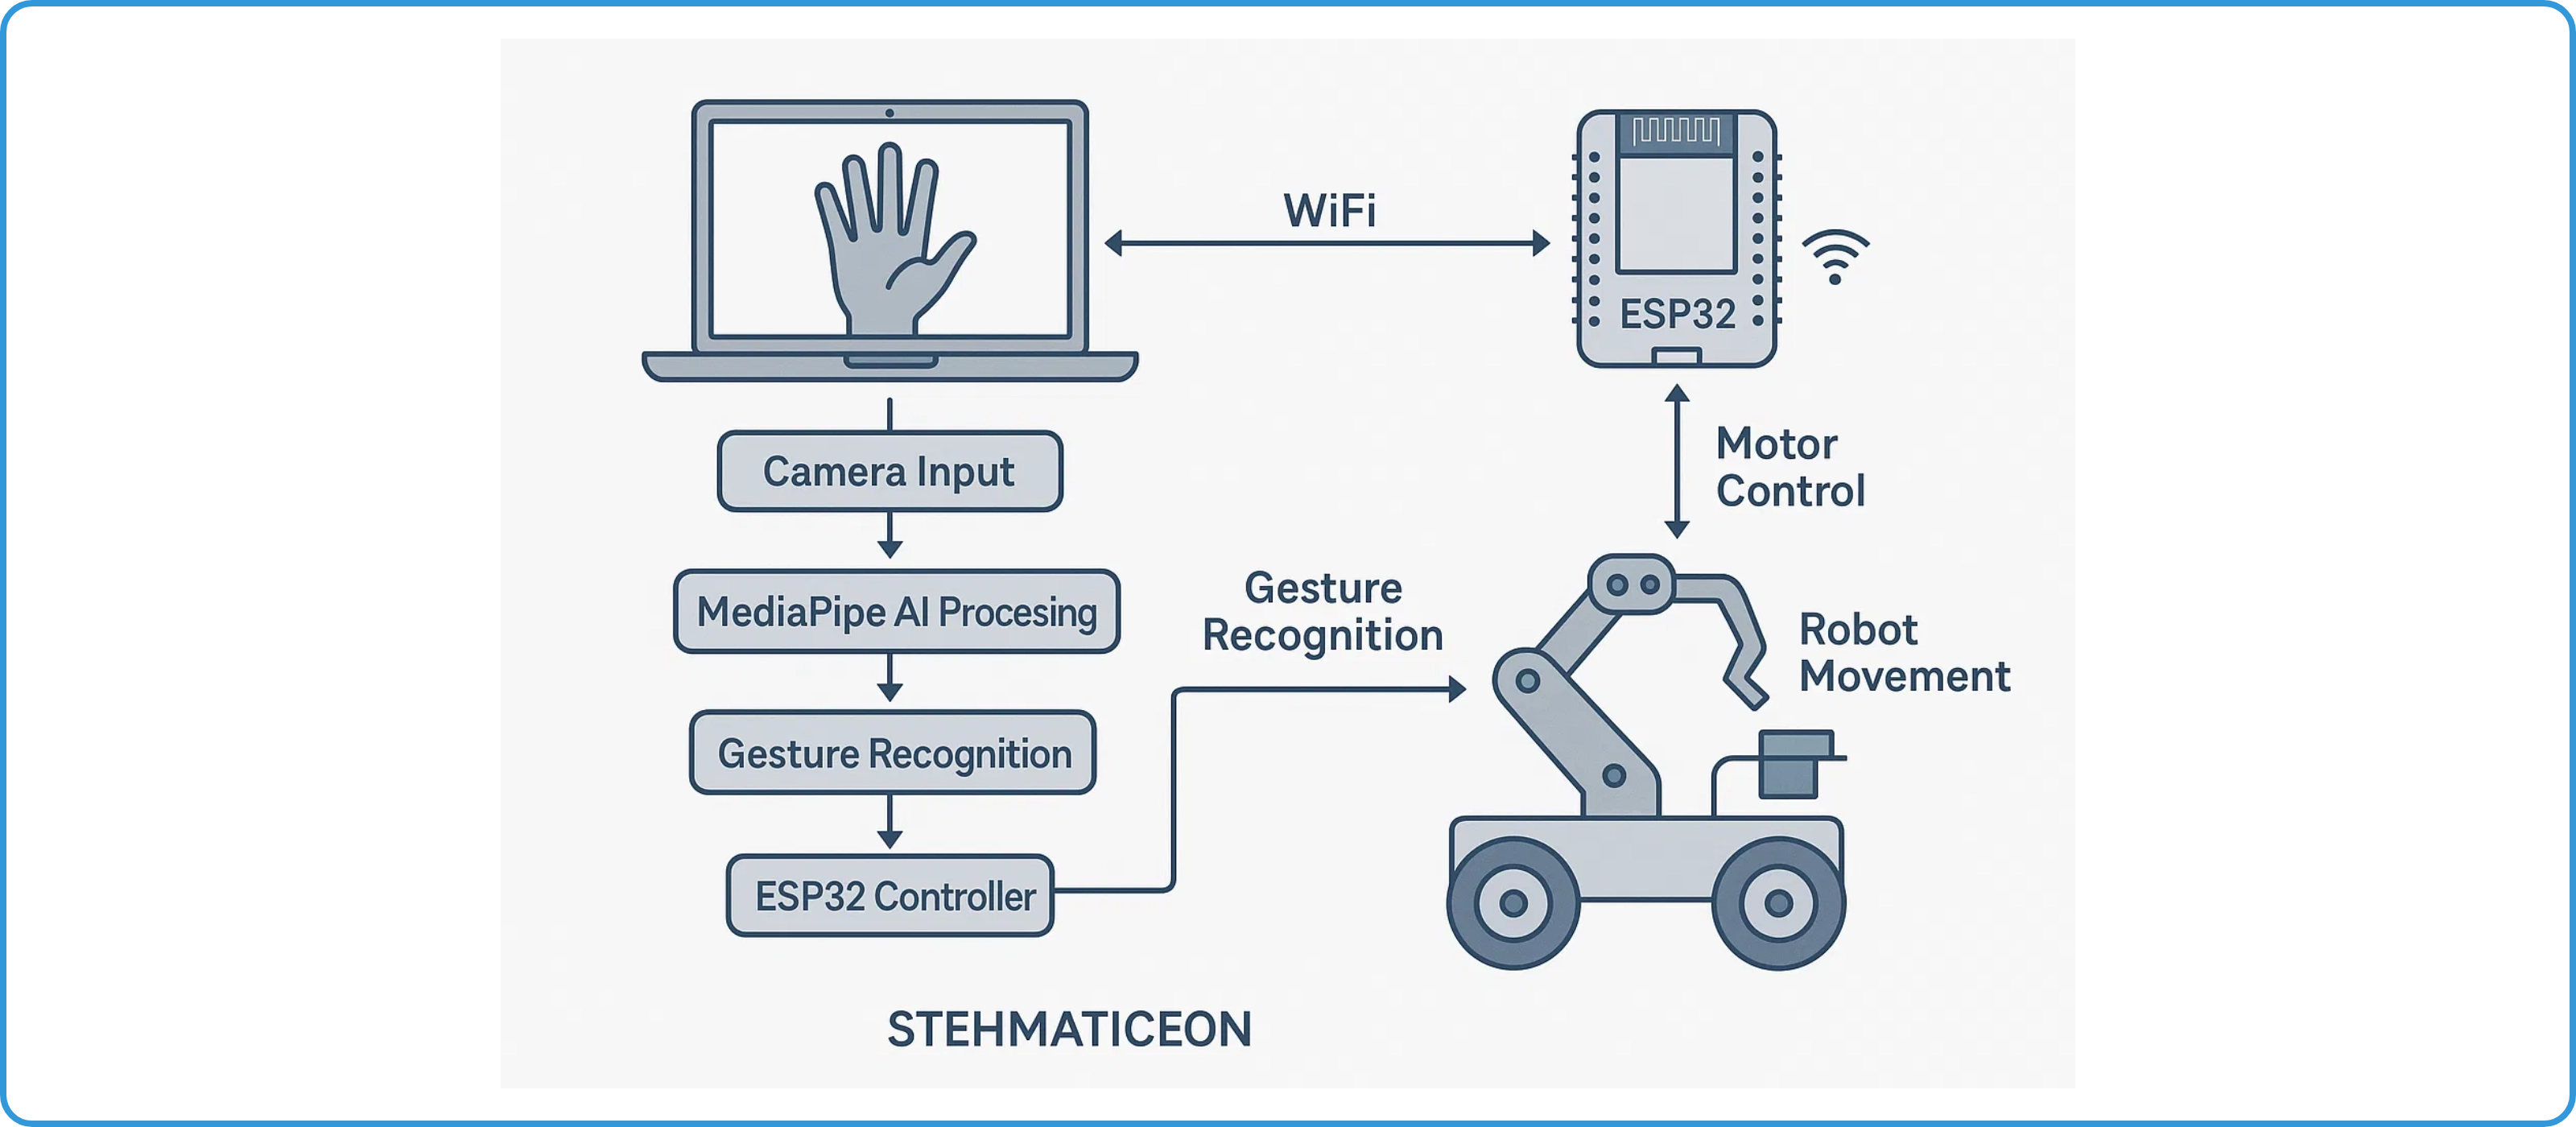 WiFi
ESP32
Motor
Control
Camera Input
MediaPipe AI Procesing
Gesture Recognition
ESP32 Controller
Gesture
Recognition
Robot
Movement
STEHMATICEON